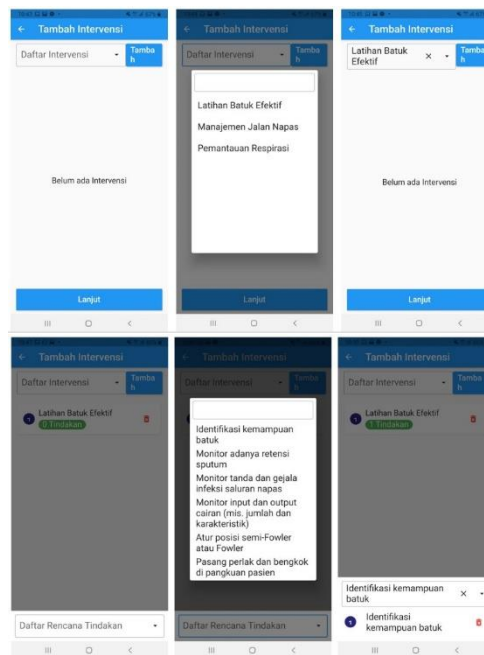 Tambah Intervensi
Daftar Intervensi
Tamba
h
Belum ada Intervensi
Lanjut
Tambah Intervensi
Daftar Intervensi
Tamba
h
Latihan Batuk Efektif
Manajemen Jalan Napas
Pemantauan Respirasi
Lanjut
Tambah Intervensi
Latihan Batuk
Efektif
Tamba
h
Belum ada Intervensi
Lanjut
Tambah Intervensi
Daftar Intervensi
Tamba
h
1
Latihan Batuk Efektif
0 Tindakan
Daftar Rencana Tindakan
Tambah Intervensi
Daftar Intervensi
Tamba
h
Identifikasi kemampuan
batuk
Monitor adanya retensi
sputum
Monitor tanda dan gejala
infeksi saluran napas
Monitor input dan output
cairan (mis. jumlah dan
karakteristik)
Atur posisi semi-Fowler
atau Fowler
Pasang perlak dan bengkok
di pangkuan pasien
Daftar Rencana Tindakan
Tambah Intervensi
Daftar Intervensi
Tamba
h
1
Latihan Batuk Efektif
1 Tindakan
Identifikasi kemampuan
batuk
1
Identifikasi
kemampuan batuk